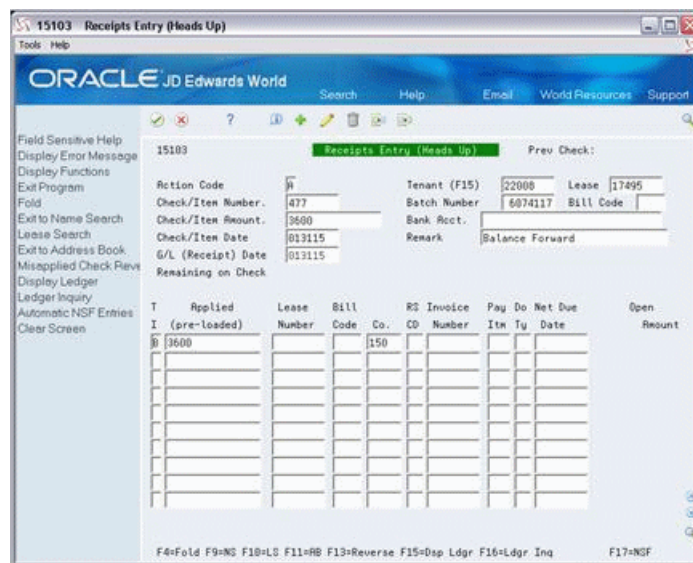 15103 Receipts Entry (Heads Up)
Tools Help
ORACLE JD Edwards World
Search Help Email World Resources Support
Field Sensitive Help
Display Error Message
Display Functions
Exit Program
Fold
Exit to Name Search
Lease Search
Exit to Address Book
Misapplied Check Reve
Display Ledger
Ledger Inquiry
Automatic NSF Entries
Clear Screen
15103 Receipts Entry (Heads Up) Prev Check:
Action Code A Tenant (F15) 22008 Lease 17495
Check/Item Number. 477 Batch Number 6074117 Bill Code
Check/Item Amount. 3600 Bank Acct.
Check/Item Date 013115 Remark Balance Forward
G/L (Receipt) Date 013115
Remaining on Check
T Applied Lease Bill RS Invoice Pay Do Net Due Open
I (pre-loaded) Number Code Co. CD Number Itm Ty Date Amount
B 3600 150
F4=Fold F9=NS F10=LS F11=AB F13=Reverse F15=Dsp Ldgr F16=Ldgr Inq F17=NSF